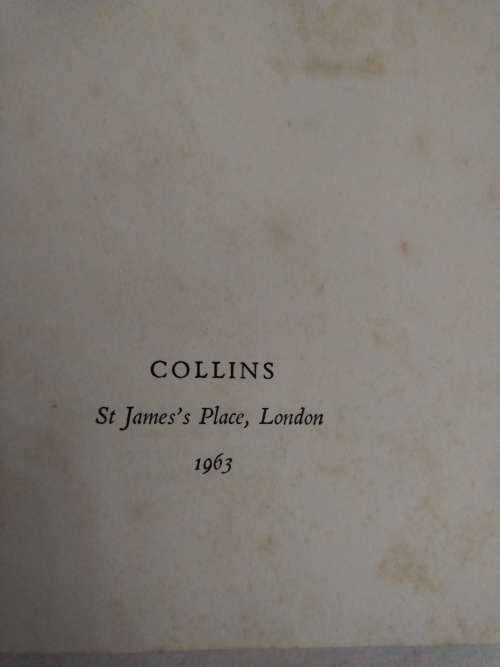 COLLINS
St James's Place, London
1963